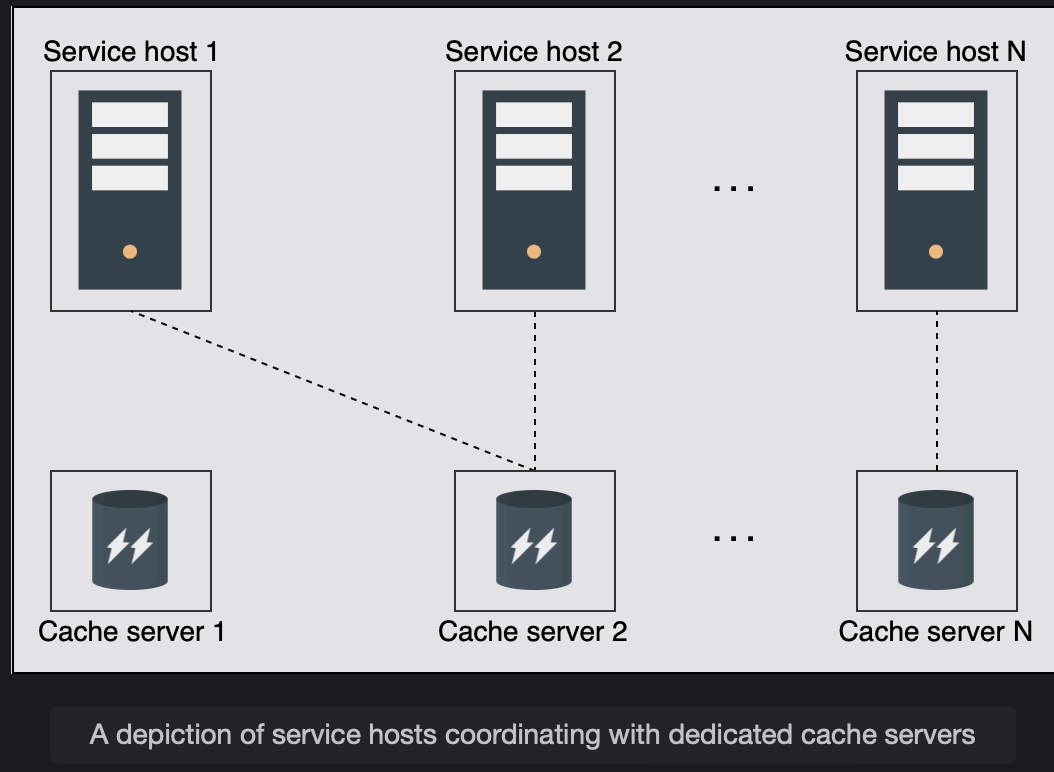 Service host 1
Service host 2
Service host N
...
...
Cache server 1
Cache server 2
Cache server N
A depiction of service hosts coordinating with dedicated cache servers